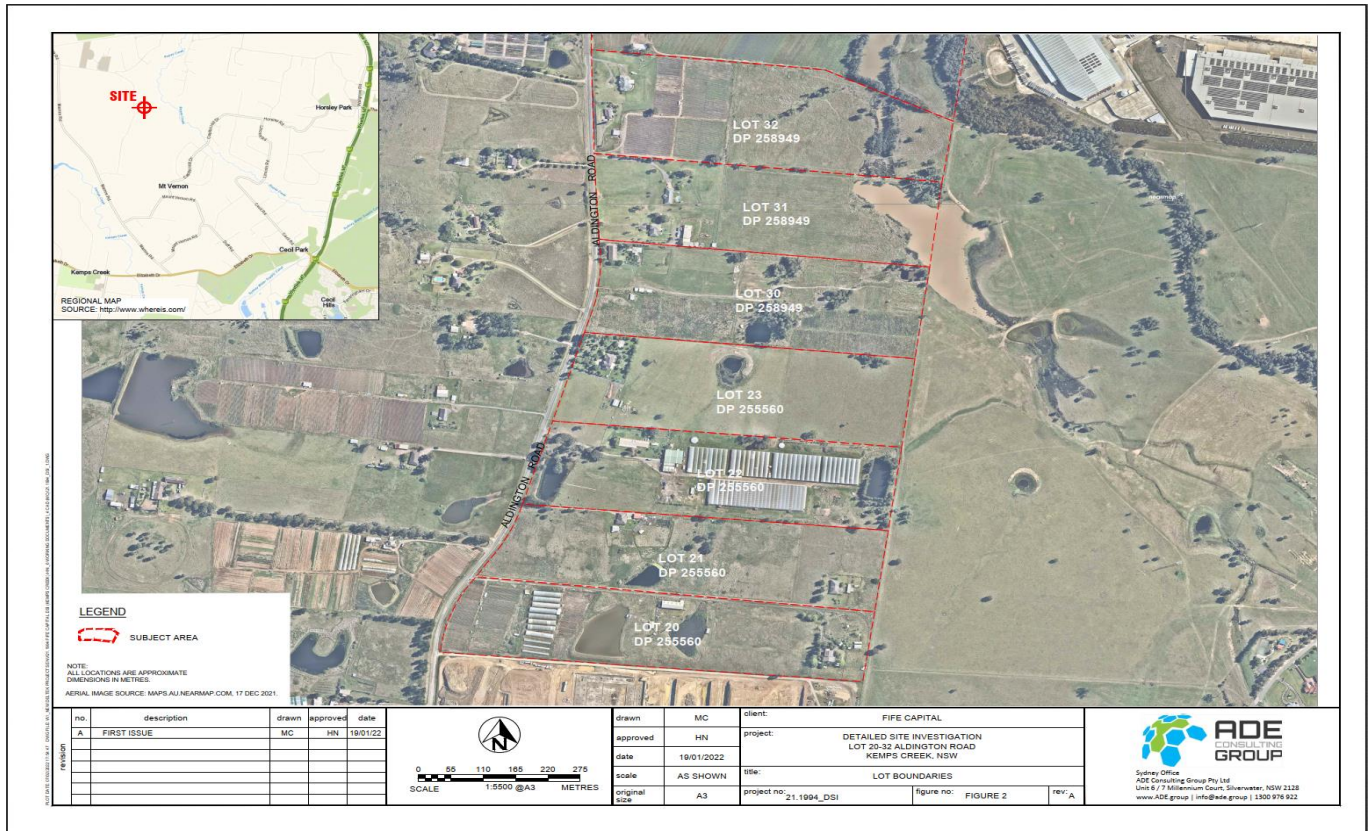 SITE
Horsley Park
Mt Vernon
Cecil Park
Kemps Creek
Cecil
Hills
REGIONAL MAP
SOURCE: http://www.whereis.com/
ALDINGTON ROAD
LOT 32
DP 258949
LOT 31
DP 258949
LOT 30
DP 258949
LOT 23
DP 255560
LOT 22
DP 255560
ALDINGTON ROAD
LOT 21
DP 255560
LOT 20
DP 255560
LEGEND
SUBJECT AREA
NOTE:
ALL LOCATIONS ARE APPROXIMATE
DIMENSIONS IN METRES.
AERIAL IMAGE SOURCE: MAPS.AU.NEARMAP.COM, 17 DEC 2021.
revision
no. description drawn approved date
A FIRST ISSUE MC HN 19/01/22
N
0 55 110 165 220 275
SCALE 1:5500 @A3 METRES
drawn MC
approved HN
date 19/01/2022
scale AS SHOWN
original size A3
client: FIFE CAPITAL
project: DETAILED SITE INVESTIGATION
LOT 20-32 ALDINGTON ROAD
KEMPS CREEK, NSW
title: LOT BOUNDARIES
project no: 21.1994_DSI figure no: FIGURE 2 rev: A
ADE
CONSULTING
GROUP
Sydney Office
ADE Consulting Group Pty Ltd
Unit 6 / 7 Millennium Court, Silverwater, NSW 2128
www.ADE.group | info@ade.group | 1300 976 922